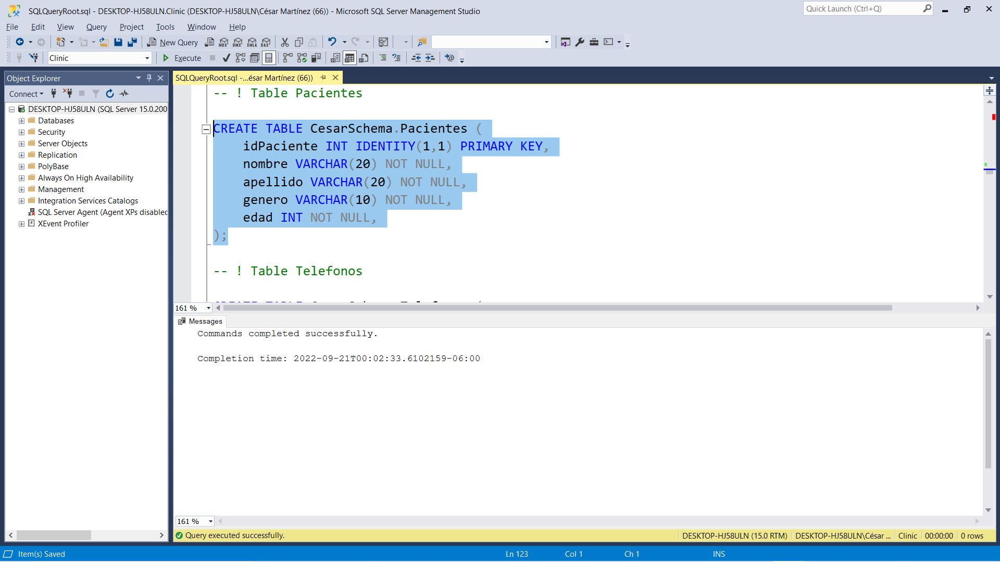 SQLQueryRoot.sql - DESKTOP-HJ58ULN.Clinic (DESKTOP-HJ58ULN\César Martínez (66)) - Microsoft SQL Server Management Studio
Quick Launch (Ctrl+Q)
File Edit View Query Project Tools Window Help
New Query MDX DMX XMLA DAX
Clinic Execute
Object Explorer
Connect
DESKTOP-HJ58ULN (SQL Server 15.0.200
Databases
Security
Server Objects
Replication
PolyBase
Always On High Availability
Management
Integration Services Catalogs
SQL Server Agent (Agent XPs disabled
XEvent Profiler
SQLQueryRoot.sql -...ésar Martínez (66))
-- ! Table Pacientes
CREATE TABLE CesarSchema.Pacientes (
idPaciente INT IDENTITY(1,1) PRIMARY KEY,
nombre VARCHAR(20) NOT NULL,
apellido VARCHAR(20) NOT NULL,
genero VARCHAR(10) NOT NULL,
edad INT NOT NULL,
);
-- ! Table Telefonos
161 %
Messages
Commands completed successfully.
Completion time: 2022-09-21T00:02:33.6102159-06:00
161 %
Query executed successfully. DESKTOP-HJ58ULN (15.0 RTM) DESKTOP-HJ58ULN\César ... Clinic 00:00:00 0 rows
Item(s) Saved Ln 123 Col 1 Ch 1 INS